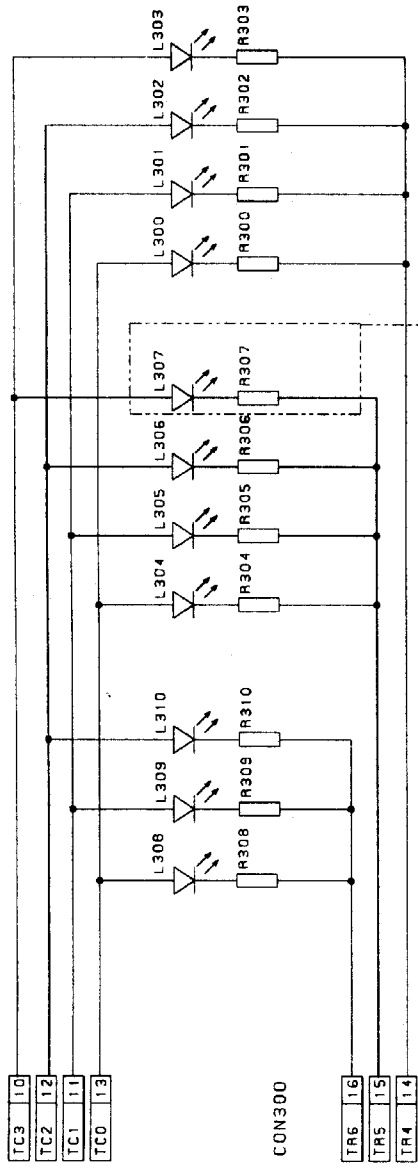 L303
R303
L302
R302
L301
R301
L300
R300
L307
R307
L306
R306
L305
R305
L304
R304
L310
R310
L309
R309
L308
R308
TC3 10
TC2 12
TC1 11
TC0 13
CON300
TR6 16
TR5 15
TR4 14